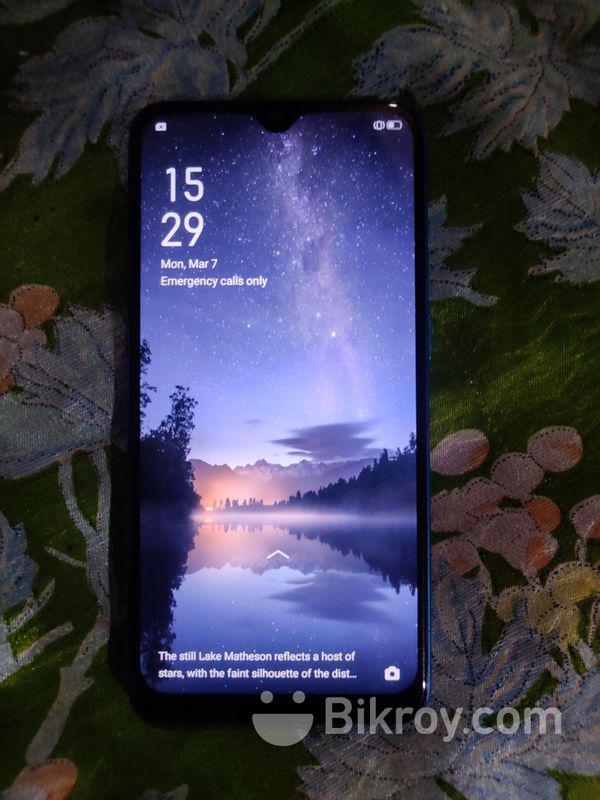 15
29
Mon, Mar 7
Emergency calls only
The still Lake Matheson reflects a host of
stars, with the faint silhouette of the dist...
Bikroy.com